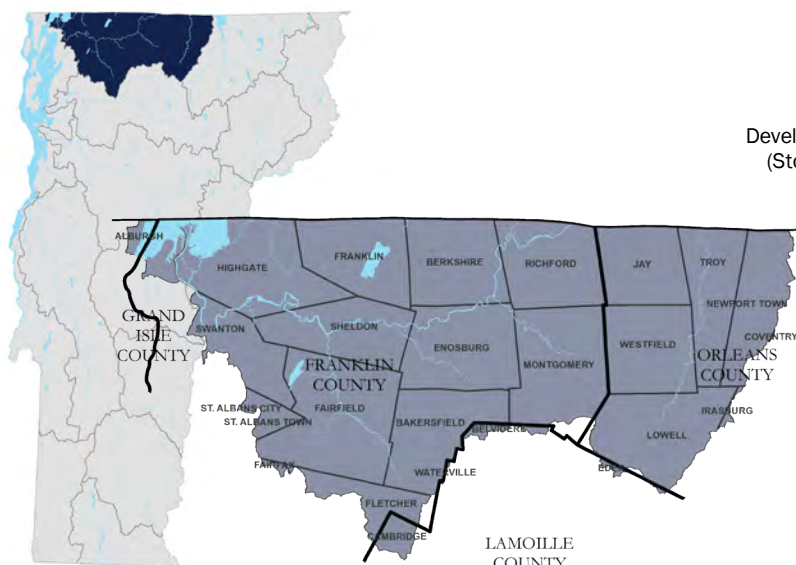 Devel
(Sto
ALBURGH
HIGHGATE
FRANKLIN
BERKSHIRE
RICHFORD
JAY
TROY
NEWPORT TOWN
COVENTRY
GRAND
ISLE
COUNTY
SWANTON
SHELDON
ENOSBURG
MONTGOMERY
WESTFIELD
ORLEANS
COUNTY
FRANKLIN
COUNTY
ST. ALBANS CITY
ST. ALBANS TOWN
FAIRFIELD
BAKERSFIELD
BELVIDERE
IRASBURG
LOWELL
FAIRFAX
WATERVILLE
EDEN
FLETCHER
CAMBRIDGE
LAMOILLE
COUNTY